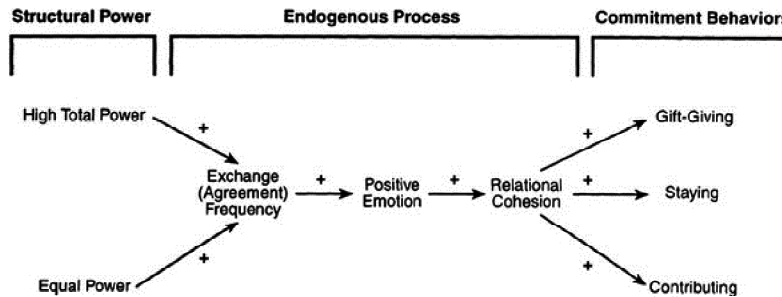 Structural Power
Endogenous Process
Commitment Behaviors
High Total Power
+
+
Gift-Giving
Exchange
(Agreement)
Frequency
+
Positive
Emotion
+
Relational
Cohesion
+
Staying
+
Equal Power
+
Contributing